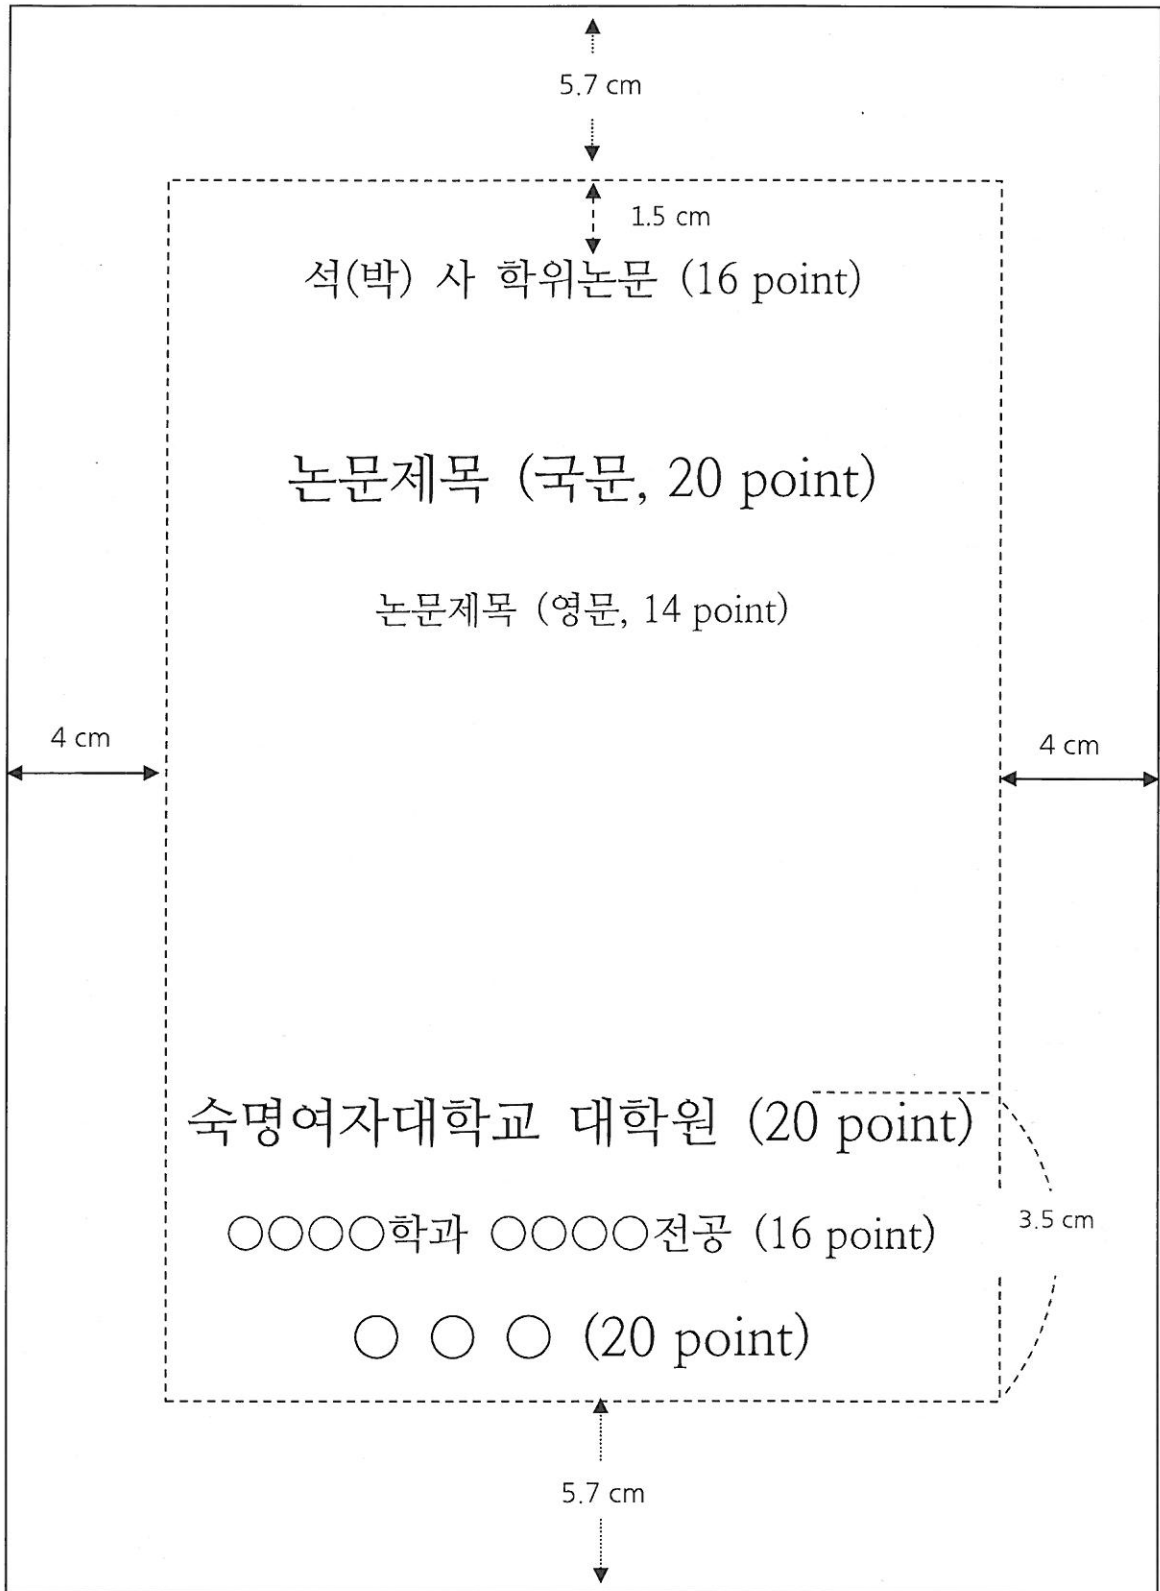 5.7 cm
1.5 cm
석(박) 사 학위논문 (16 point)
논문제목 (국문, 20 point)
논문제목 (영문, 14 point)
4 cm
4 cm
숙명여자대학교 대학원 (20 point)
○○○○학과 ○○○○전공 (16 point)
3.5 cm
○ ○ ○ (20 point)
5.7 cm